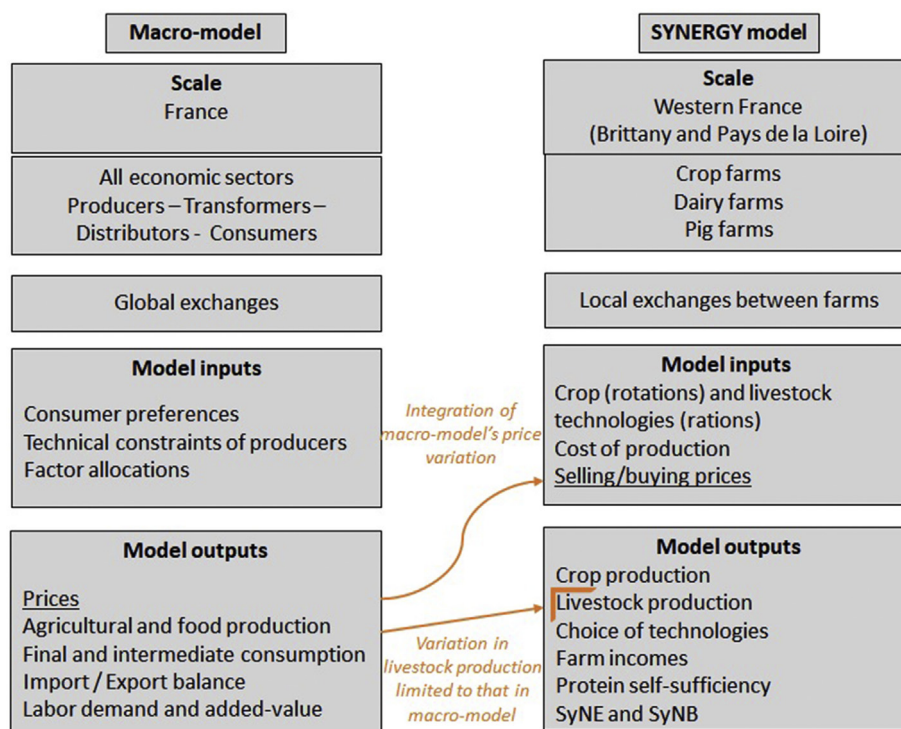 Macro-model
Scale
France
All economic sectors
Producers – Transformers –
Distributors - Consumers
Global exchanges
Model inputs
Consumer preferences
Technical constraints of producers
Factor allocations
Model outputs
Prices
Agricultural and food production
Final and intermediate consumption
Import / Export balance
Labor demand and added-value
Integration of
macro-model's price
variation
Variation in
livestock production
limited to that in
macro-model
SYNERGY model
Scale
Western France
(Brittany and Pays de la Loire)
Crop farms
Dairy farms
Pig farms
Local exchanges between farms
Model inputs
Crop (rotations) and livestock
technologies (rations)
Cost of production
Selling/buying prices
Model outputs
Crop production
Livestock production
Choice of technologies
Farm incomes
Protein self-sufficiency
SyNE and SyNB